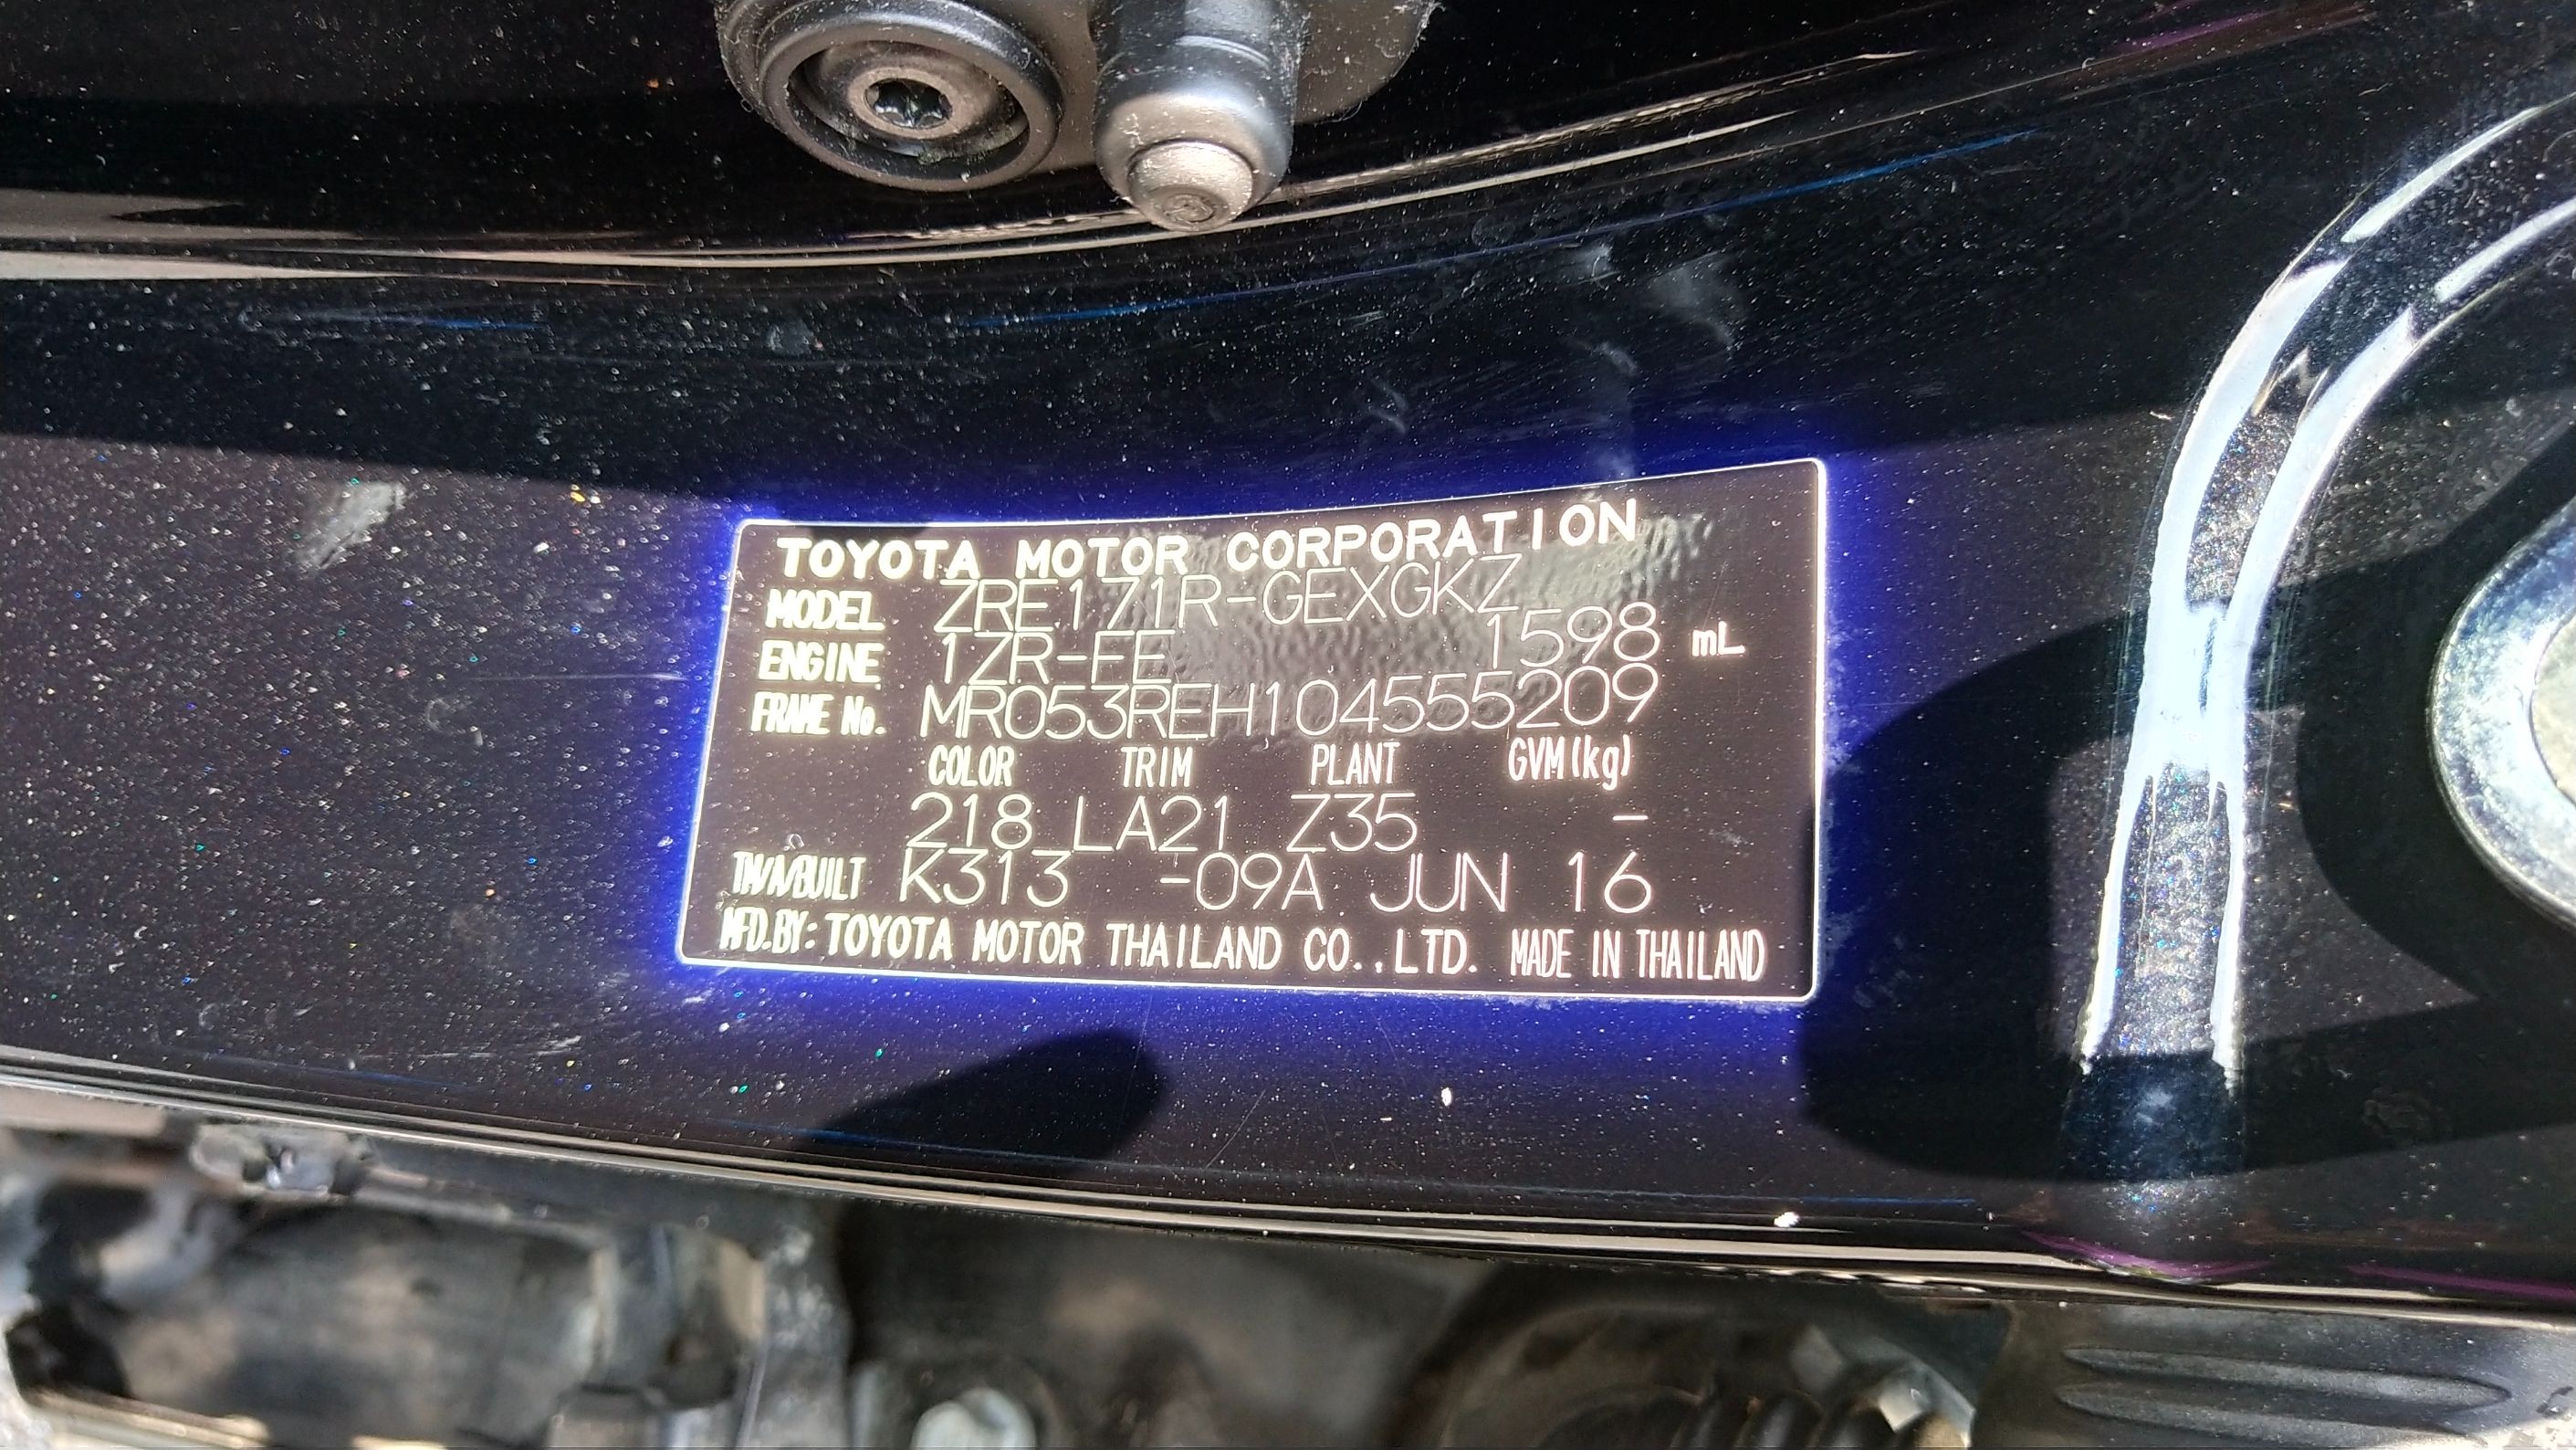 TOYOTA MOTOR CORPORATION
MODEL ZRE171R-GEXGKZ
ENGINE 1ZR-FE 1598 mL
FRAME No. MR053REH104555209
COLOR TRIM PLANT GVM(kg)
218 LA21 Z35 -
TM/A/BUILT K313 -09A JUN 16
MFD.BY: TOYOTA MOTOR THAILAND CO.,LTD. MADE IN THAILAND